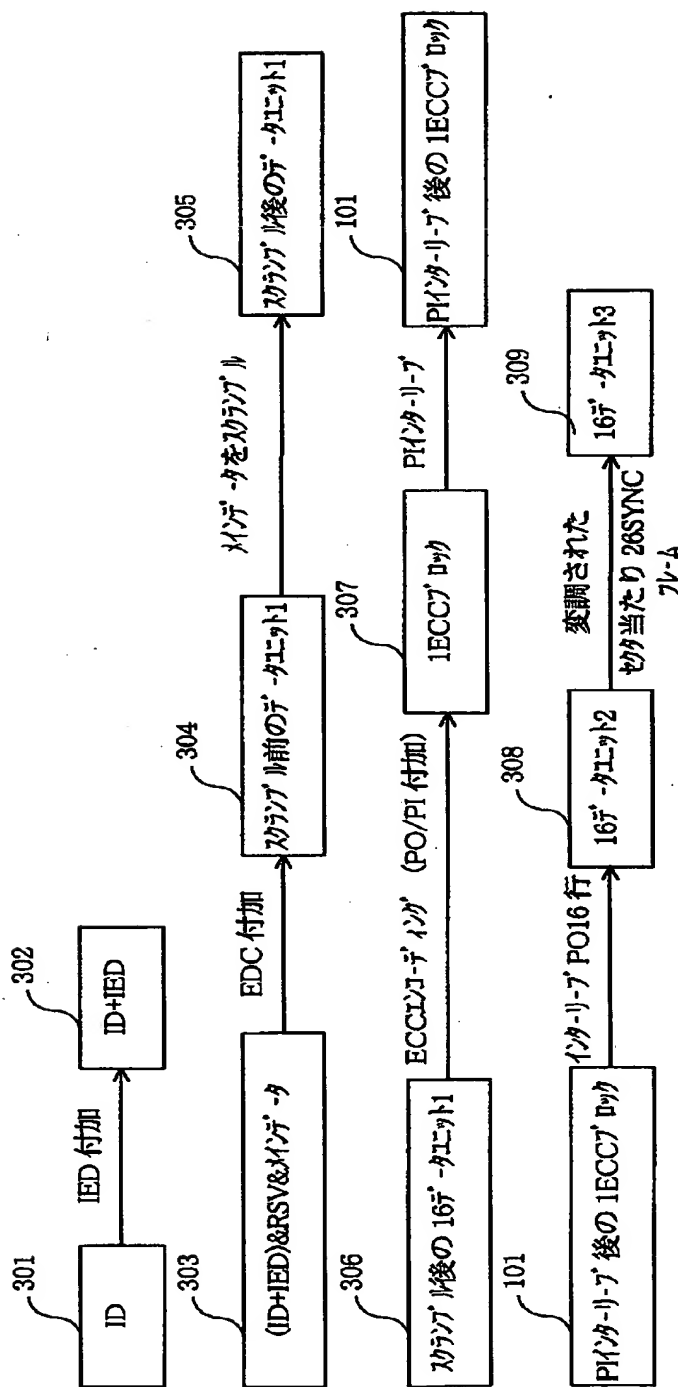 301
ID
IED 付加
302
ID+IED
303
(ID+IED)&RSV&メインデータ
EDC 付加
304
スクランブル前のデータユニット1
メインデータをスクランブル
305
スクランブル後のデータユニット1
306
スクランブル後の 16データユニット1
ECCエンコーディング (PO/PI 付加)
307
1ECCブロック
PIインターリーブ
101
PIインターリーブ後の 1ECCブロック
101
PIインターリーブ後の 1ECCブロック
インターリーブ PO16 行
308
16データユニット2
変調された
セクタ当たり 26SYNC
フレーム
309
16データユニット3